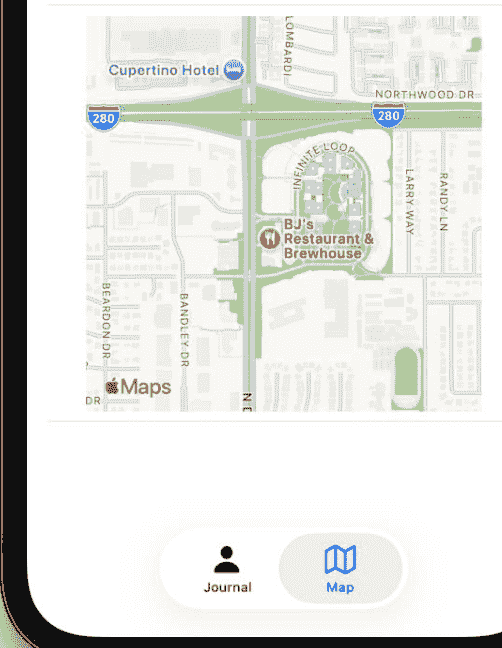 LOMBARDI
Cupertino Hotel
NORTHWOOD DR
280
280
INFINITE LOOP
LARRY WAY
RANDY LN
BJ's
Restaurant &
Brewhouse
BEARDON DR
BANDLEY DR
Maps
DR
N
Journal
Map